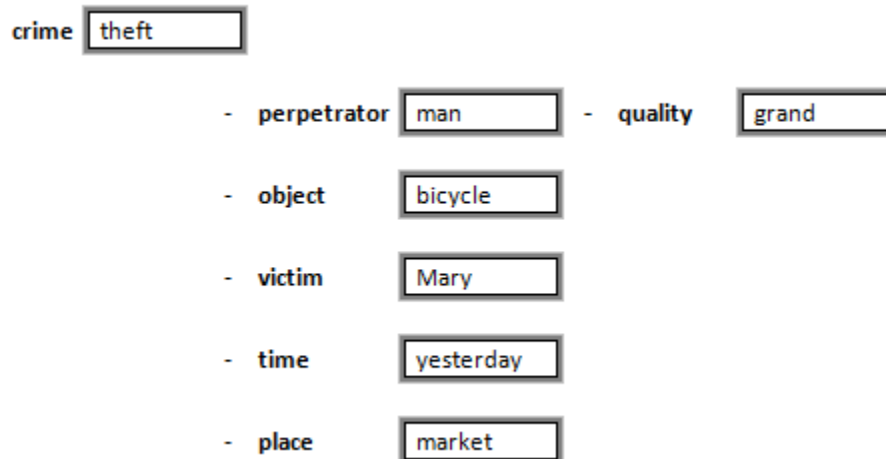 crime theft
- perpetrator man - quality grand
- object bicycle
- victim Mary
- time yesterday
- place market